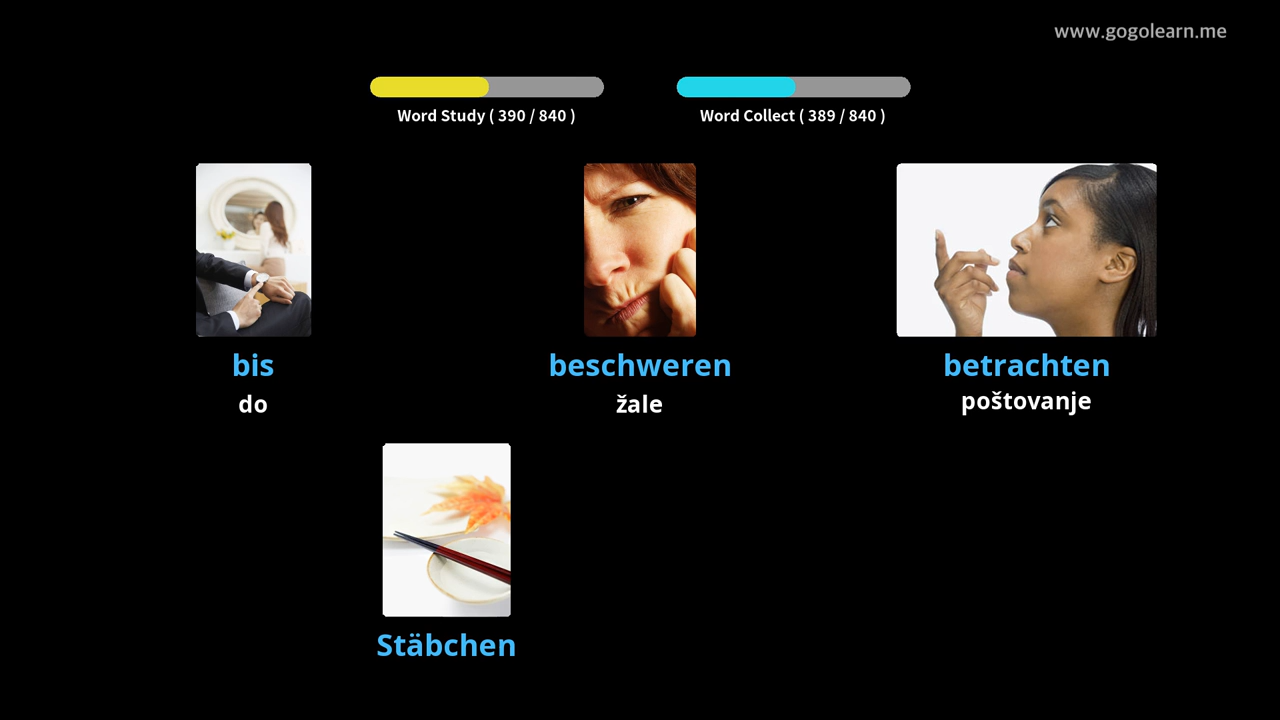 www.gogolearn.me
Word Study ( 390 / 840 )
Word Collect ( 389 / 840 )
bis
beschweren
betrachten
do
žale
poštovanje
Stäbchen